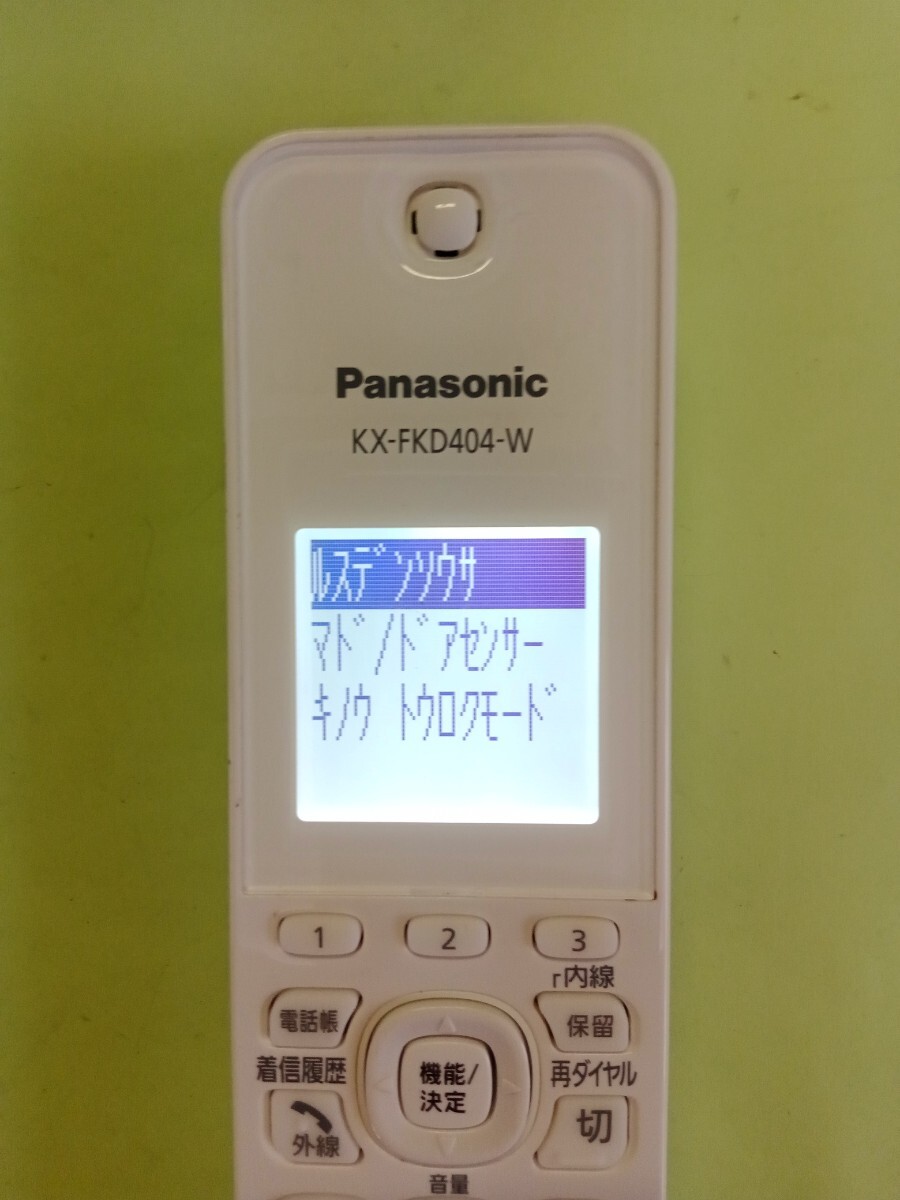 Panasonic
KX-FKD404-W
ルスデンソウサ
マド/ドアセンサー
キノウ トウロクモード
1
2
3
┌内線
電話帳
保留
着信履歴
機能/
決定
再ダイヤル
外線
切
音量